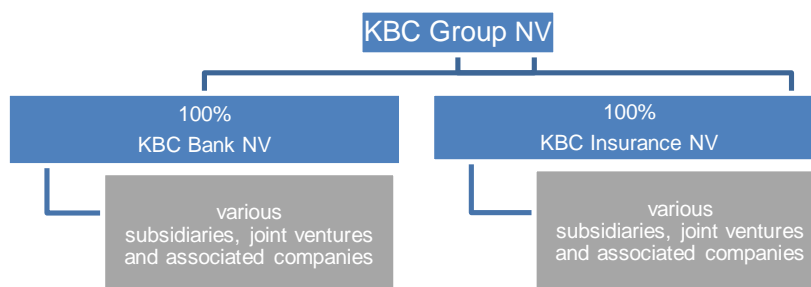 KBC Group NV
100%
KBC Bank NV
100%
KBC Insurance NV
various
subsidiaries, joint ventures
and associated companies
various
subsidiaries, joint ventures
and associated companies